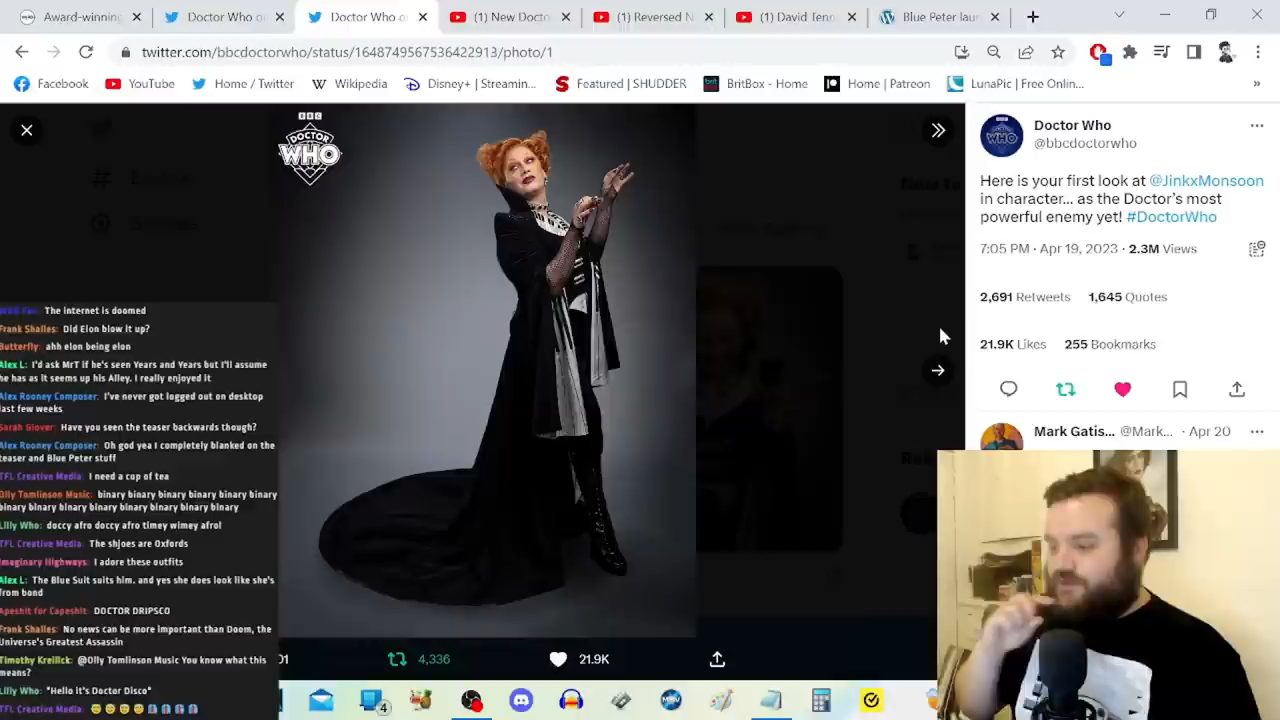 Award-winning
Doctor Who o
Doctor Who o
(1) New Docto
(1) Reversed N
(1) David Tenn
Blue Peter laun
twitter.com/bbcdoctorwho/status/1648749567536422913/photo/1
Facebook
YouTube
Home / Twitter
Wikipedia
Disney+ | Streamin...
Featured | SHUDDER
BritBox - Home
Home | Patreon
LunaPic | Free Onlin...
»
BBC
DOCTOR
WHO
Doctor Who
@bbcdoctorwho
Here is your first look at @JinkxMonsoon
in character... as the Doctor's most
powerful enemy yet! #DoctorWho
7:05 PM · Apr 19, 2023 · 2.3M Views
2,691 Retweets 1,645 Quotes
21.9K Likes 255 Bookmarks
Mark Gatis... @Mark... · Apr 20
The internet is doomed
Frank Shailes: Did Elon blow it up?
Butterfly: ahh elon being elon
Alex L: I'd ask MrT if he's seen Years and Years but I'll assume
he has as it seems up his Alley. I really enjoyed it
Alex Rooney Composer: I've never got logged out on desktop
last few weeks
Sarah Glover: Have you seen the teaser backwards though?
Alex Rooney Composer: Oh god yea I completely blanked on the
teaser and Blue Peter stuff
TFL Creative Media: I need a cup of tea
Olly Tomlinson Music: binary binary binary binary binary binary
binary binary binary binary binary binary binary
Lilly Who: doccy afro doccy afro timey wimey afro!
TFL Creative Media: The shjoes are Oxfords
Imaginary Highways: I adore these outfits
Alex L: The Blue Suit suits him. and yes she does look like she's
from bond
Apeshit for Capeshit: DOCTOR DRIPSCO
Frank Shailes: No news can be more important than Doom, the
Universe's Greatest Assassin
Timothy Krelick: @Olly Tomlinson Music You know what this
means?
Lilly Who: "Hello it's Doctor Disco"
TFL Creative Media:
01
4,336
21.9K
4